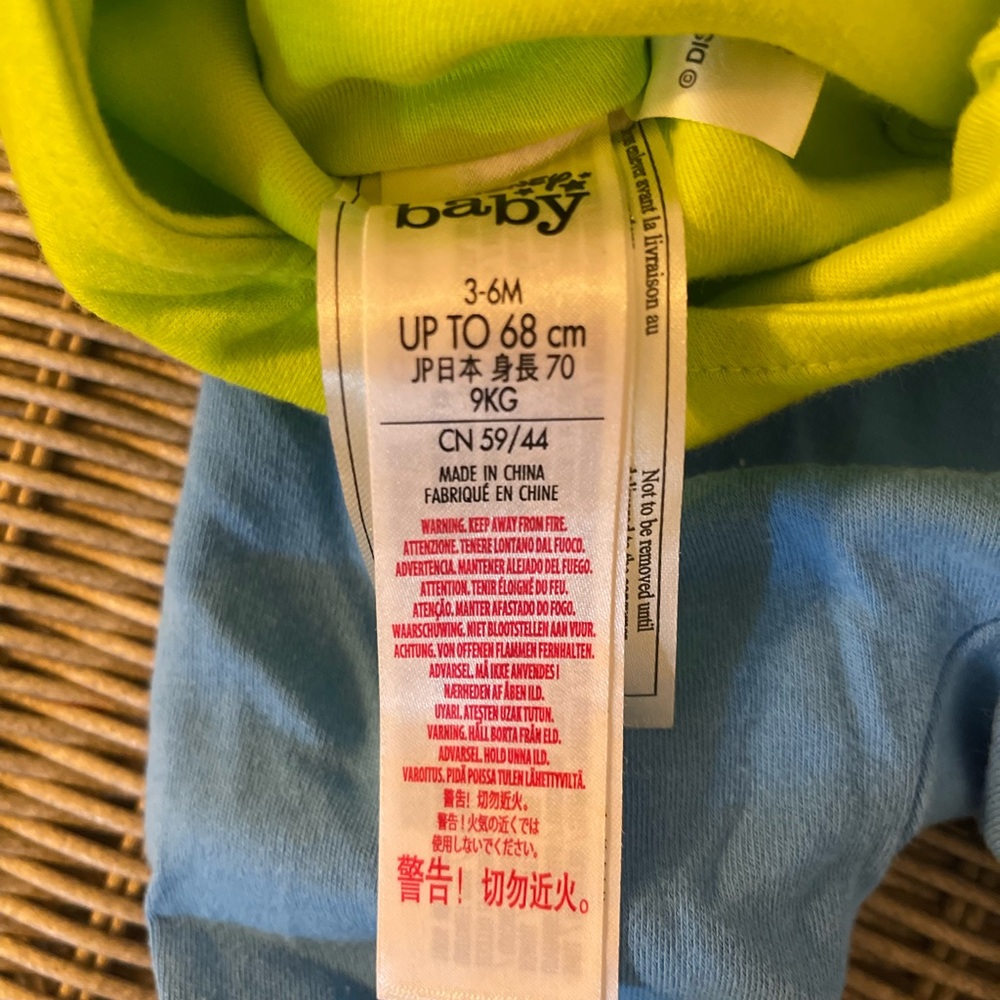 © DIS
baby
3-6M
UP TO 68 cm
JP日本 身長 70
9KG
CN 59/44
MADE IN CHINA
FABRIQUÉ EN CHINE
WARNING. KEEP AWAY FROM FIRE.
ATTENZIONE. TENERE LONTANO DAL FUOCO.
ADVERTENCIA. MANTENER ALEJADO DEL FUEGO.
ATTENTION. TENIR ÉLOIGNÉ DU FEU.
ATENÇÃO. MANTER AFASTADO DO FOGO.
WAARSCHUWING. NIET BLOOTSTELLEN AAN VUUR.
ACHTUNG. VON OFFENEN FLAMMEN FERNHALTEN.
ADVARSEL. MÅ IKKE ANVENDES I
NÆRHEDEN AF ÅBEN ILD.
UYARI. ATEŞTEN UZAK TUTUN.
VARNING. HÅLL BORTA FRÅN ELD.
ADVARSEL. HOLD UNNA ILD.
VAROITUS. PIDÄ POISSA TULEN LÄHETTYVILTÄ.
警告！切勿近火。
警告！火気の近くでは
使用しないでください。
警告！切勿近火。
enlever avant la livraison au
Not to be removed until